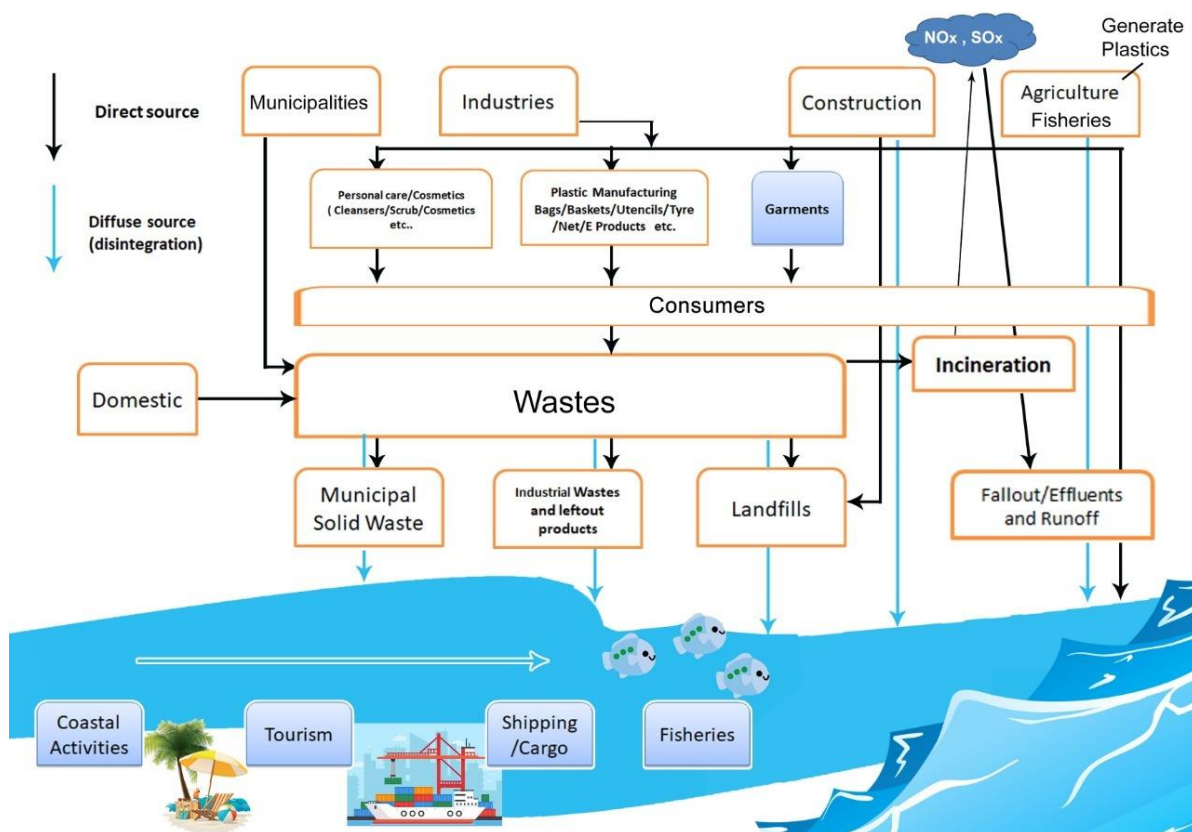 NOx , SOx
Generate
Plastics
Direct source
Municipalities
Industries
Construction
Agriculture
Fisheries
Diffuse source
(disintegration)
Personal care/Cosmetics
( Cleansers/Scrub/Cosmetics
etc..
Plastic Manufacturing
Bags/Baskets/Utencils/Tyre
/Net/E Products etc.
Garments
Consumers
Domestic
Wastes
Incineration
Municipal
Solid Waste
Industrial Wastes
and leftout
products
Landfills
Fallout/Effluents
and Runoff
Coastal
Activities
Tourism
Shipping
/Cargo
Fisheries